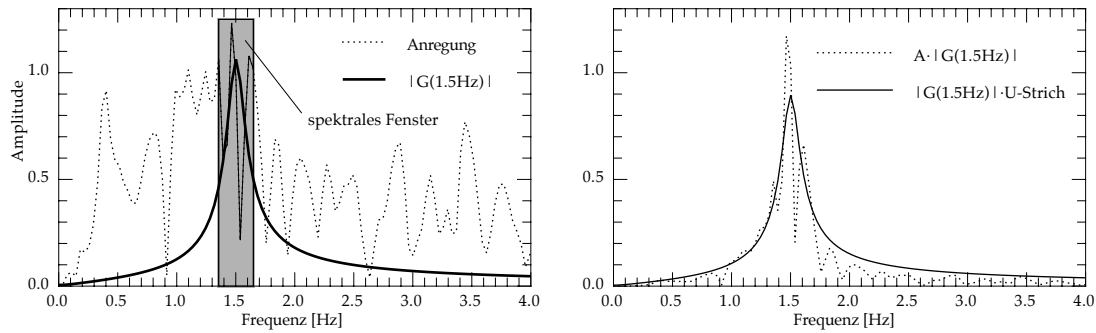 Amplitude
1.0
0.5
0.0
0.0 0.5 1.0 1.5 2.0 2.5 3.0 3.5 4.0
Frequenz [Hz]
Anregung
|G(1.5Hz)|
spektrales Fenster
1.0
0.5
0.0
0.0 0.5 1.0 1.5 2.0 2.5 3.0 3.5 4.0
Frequenz [Hz]
A·|G(1.5Hz)|
|G(1.5Hz)|·U-Strich